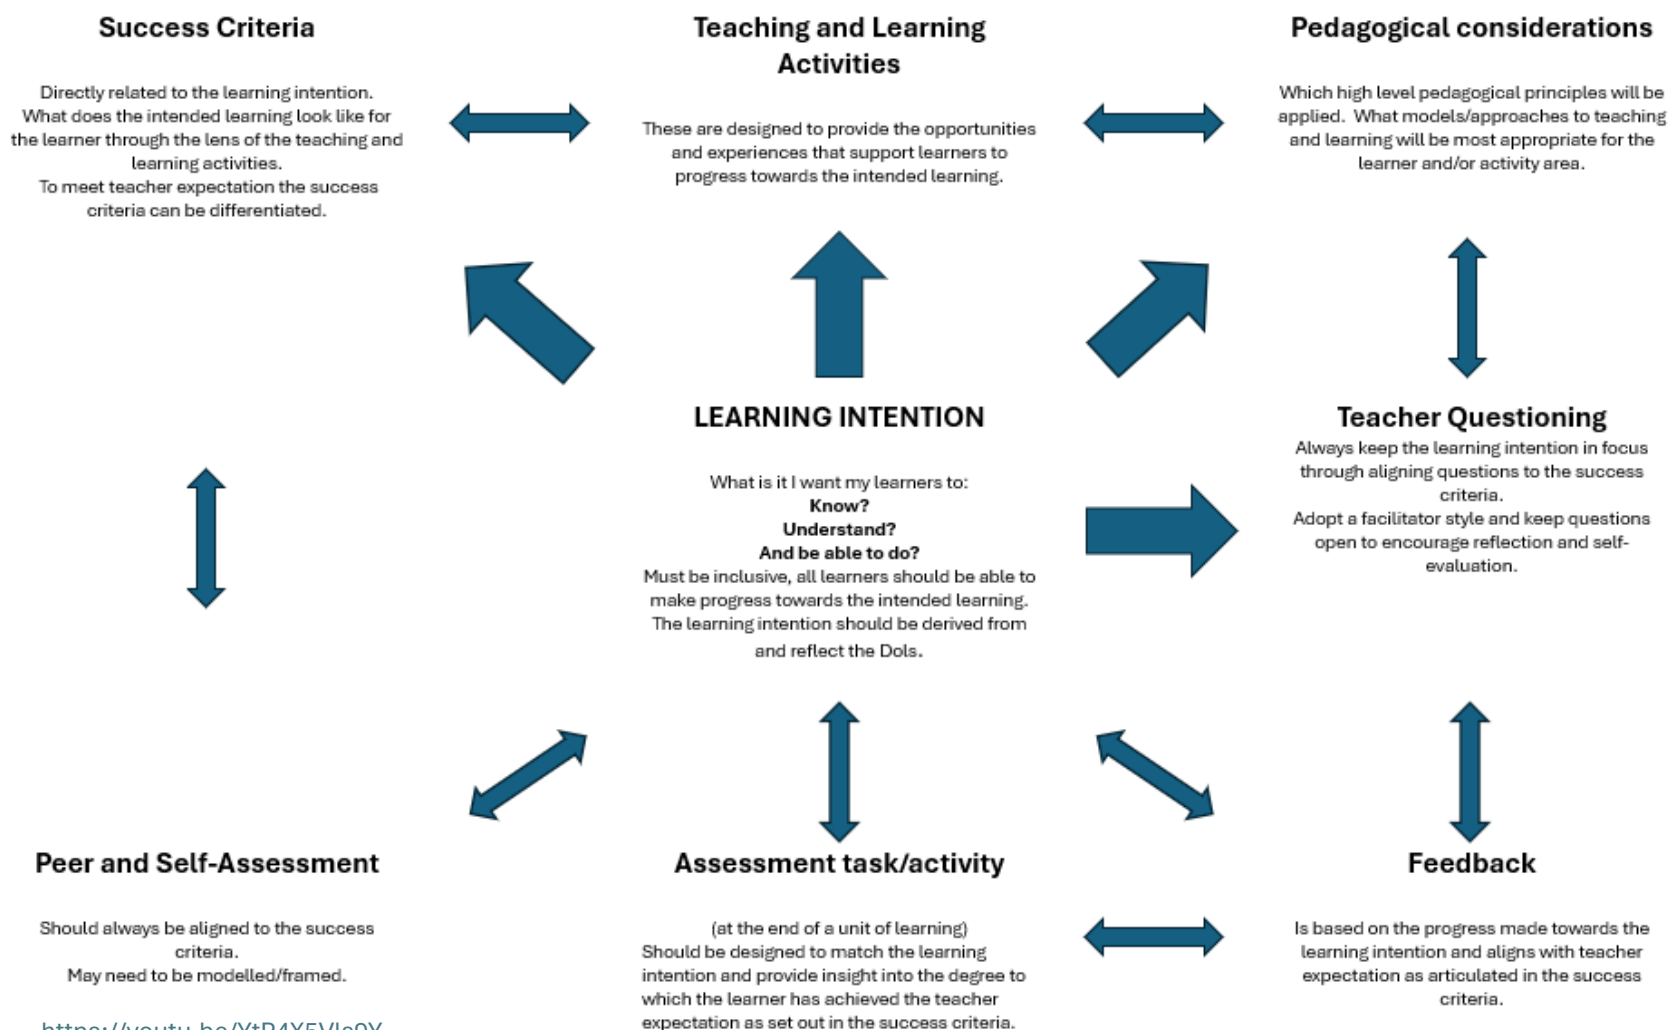 Success Criteria
Directly related to the learning intention.
What does the intended learning look like for
the learner through the lens of the teaching and
learning activities.
To meet teacher expectation the success
criteria can be differentiated.
Teaching and Learning
Activities
These are designed to provide the opportunities
and experiences that support learners to
progress towards the intended learning.
Pedagogical considerations
Which high level pedagogical principles will be
applied. What models/approaches to teaching
and learning will be most appropriate for the
learner and/or activity area.
LEARNING INTENTION
What is it I want my learners to:
Know?
Understand?
And be able to do?
Must be inclusive, all learners should be able to
make progress towards the intended learning.
The learning intention should be derived from
and reflect the DoIs.
Teacher Questioning
Always keep the learning intention in focus
through aligning questions to the success
criteria.
Adopt a facilitator style and keep questions
open to encourage reflection and self-
evaluation.
Peer and Self-Assessment
Should always be aligned to the success
criteria.
May need to be modelled/framed.
Assessment task/activity
(at the end of a unit of learning)
Should be designed to match the learning
intention and provide insight into the degree to
which the learner has achieved the teacher
expectation as set out in the success criteria.
Feedback
Is based on the progress made towards the
learning intention and aligns with teacher
expectation as articulated in the success
criteria.